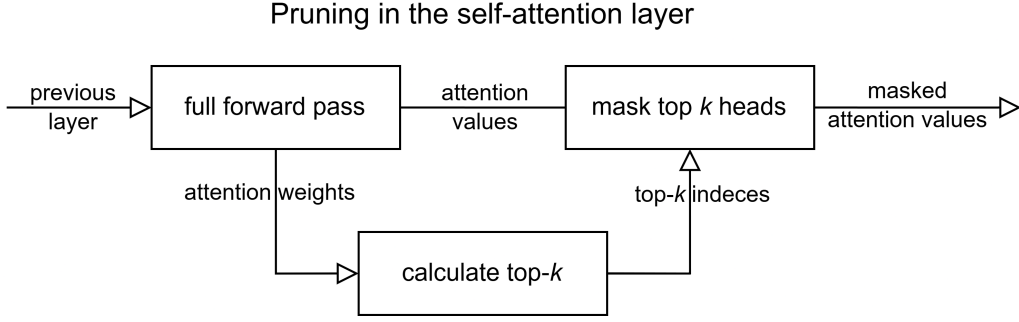 Pruning in the self-attention layer
previous
layer
full forward pass
attention
values
mask top k heads
masked
attention values
attention weights
top-k indeces
calculate top-k